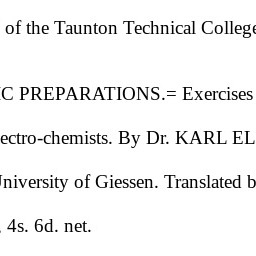 of the Taunton Technical College
IC PREPARATIONS.= Exercises
ectro-chemists. By Dr. KARL EL
University of Giessen. Translated b
, 4s. 6d. net.